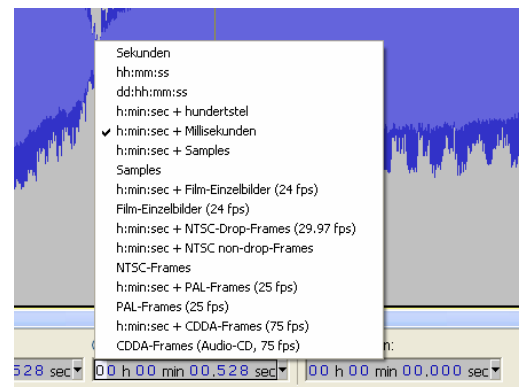 Sekunden
hh:mm:ss
dd:hh:mm:ss
h:min:sec + hundertstel
h:min:sec + Millisekunden
h:min:sec + Samples
Samples
h:min:sec + Film-Einzelbilder (24 fps)
Film-Einzelbilder (24 fps)
h:min:sec + NTSC-Drop-Frames (29.97 fps)
h:min:sec + NTSC non-drop-Frames
NTSC-Frames
h:min:sec + PAL-Frames (25 fps)
PAL-Frames (25 fps)
h:min:sec + CDDA-Frames (75 fps)
CDDA-Frames (Audio-CD, 75 fps)
n:
528 sec 00 h 00 min 00.528 sec 00 h 00 min 00.000 sec